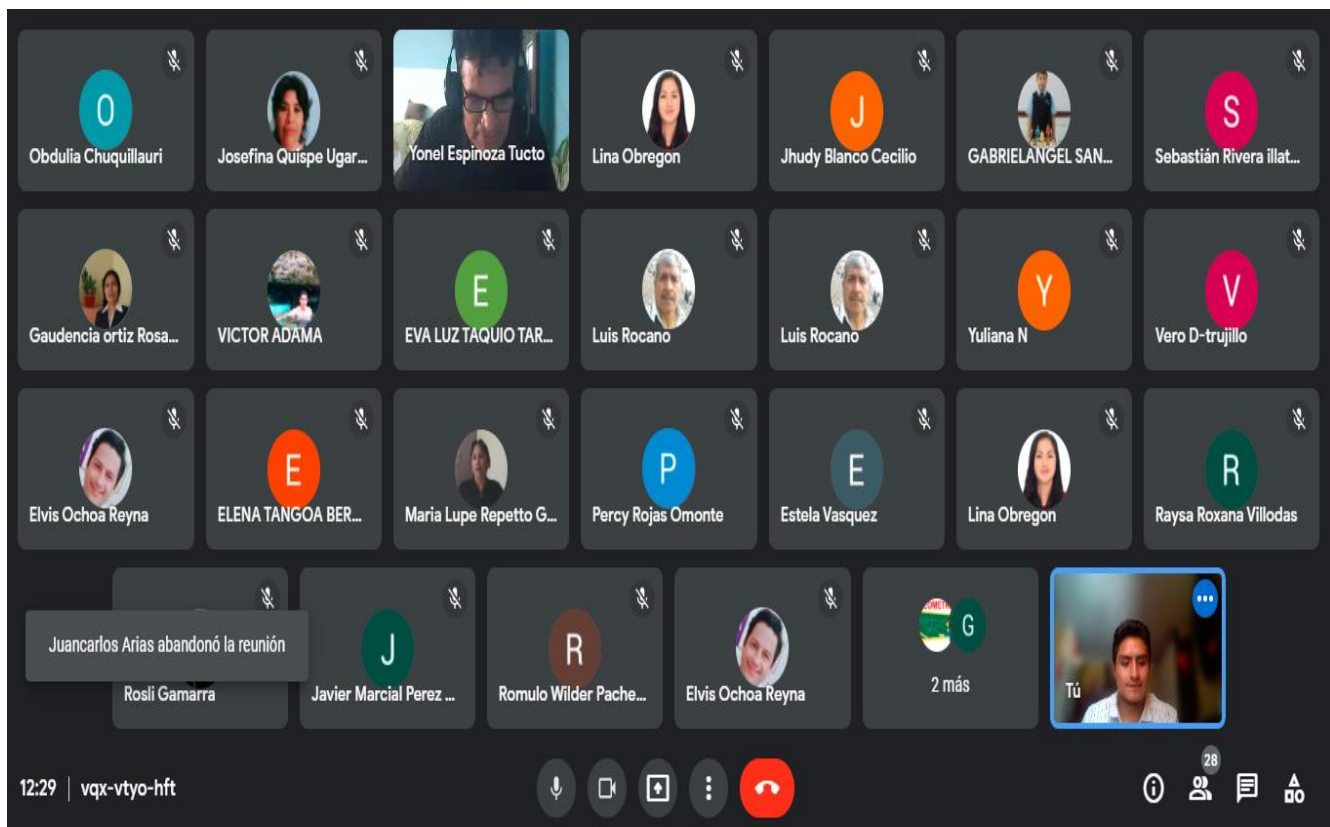 O
Obdulia Chuquillauri
Josefina Quispe Ugar...
Yonel Espinoza Tucto
Lina Obregon
J
Jhudy Blanco Cecilio
GABRIELANGEL SAN...
S
Sebastián Rivera illat...
Gaudencia ortiz Rosa...
VICTOR ADAMA
E
EVA LUZ TAQUIO TAR...
Luis Rocano
Luis Rocano
Y
Yuliana N
V
Vero D-trujillo
Elvis Ochoa Reyna
E
ELENA TANGOA BER...
Maria Lupe Repetto G...
P
Percy Rojas Omonte
E
Estela Vasquez
Lina Obregon
R
Raysa Roxana Villodas
Juancarlos Arias abandonó la reunión
Rosli Gamarra
J
Javier Marcial Perez ...
R
Romulo Wilder Pache...
Elvis Ochoa Reyna
G
2 más
Tú
12:29 | vqx-vtyo-hft
28